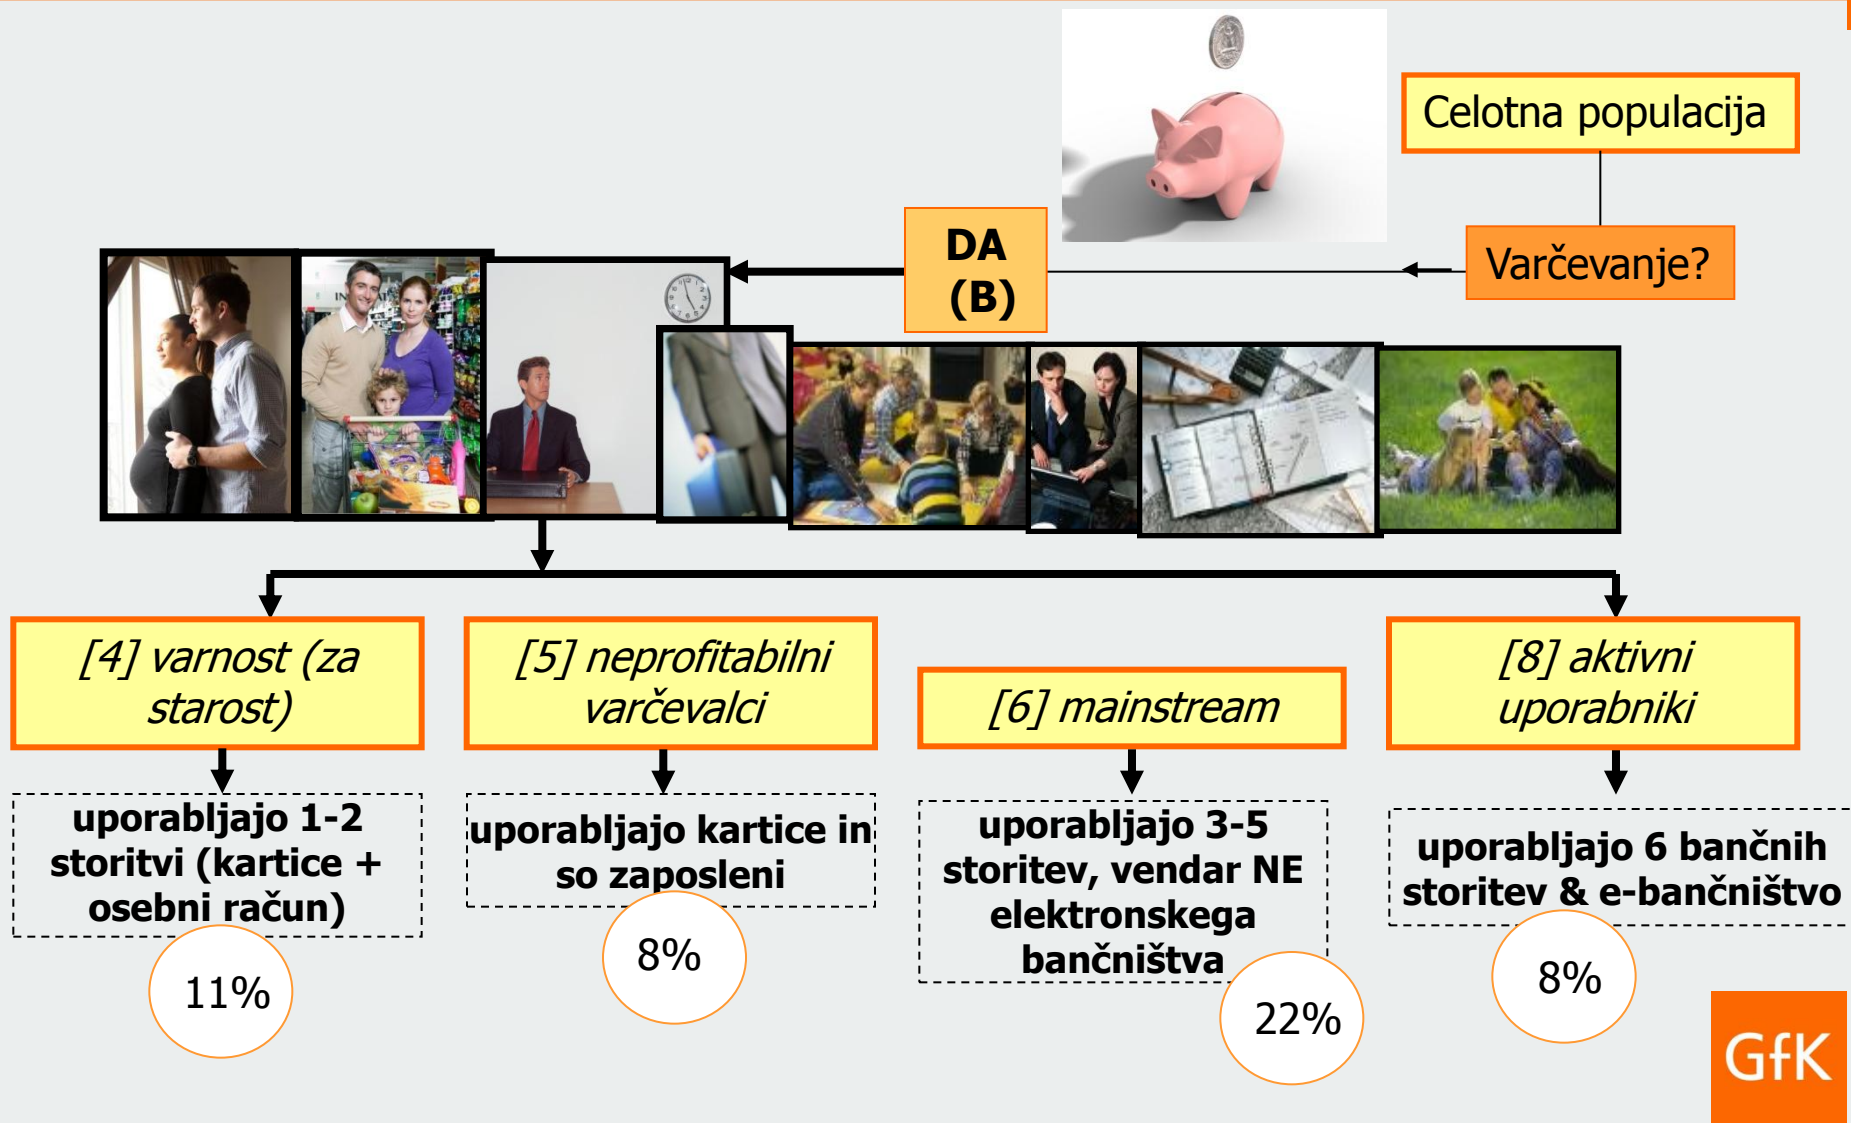 Celotna populacija
Varčevanje?
DA
(B)
[4] varnost (za
starost)
[5] neprofitabilni
varčevalci
[6] mainstream
[8] aktivni
uporabniki
uporabljajo 1-2
storitvi (kartice +
osebni račun)
uporabljajo kartice in
so zaposleni
uporabljajo 3-5
storitev, vendar NE
elektronskega
bančništva
uporabljajo 6 bančnih
storitev & e-bančništvo
11%
8%
22%
8%
GfK